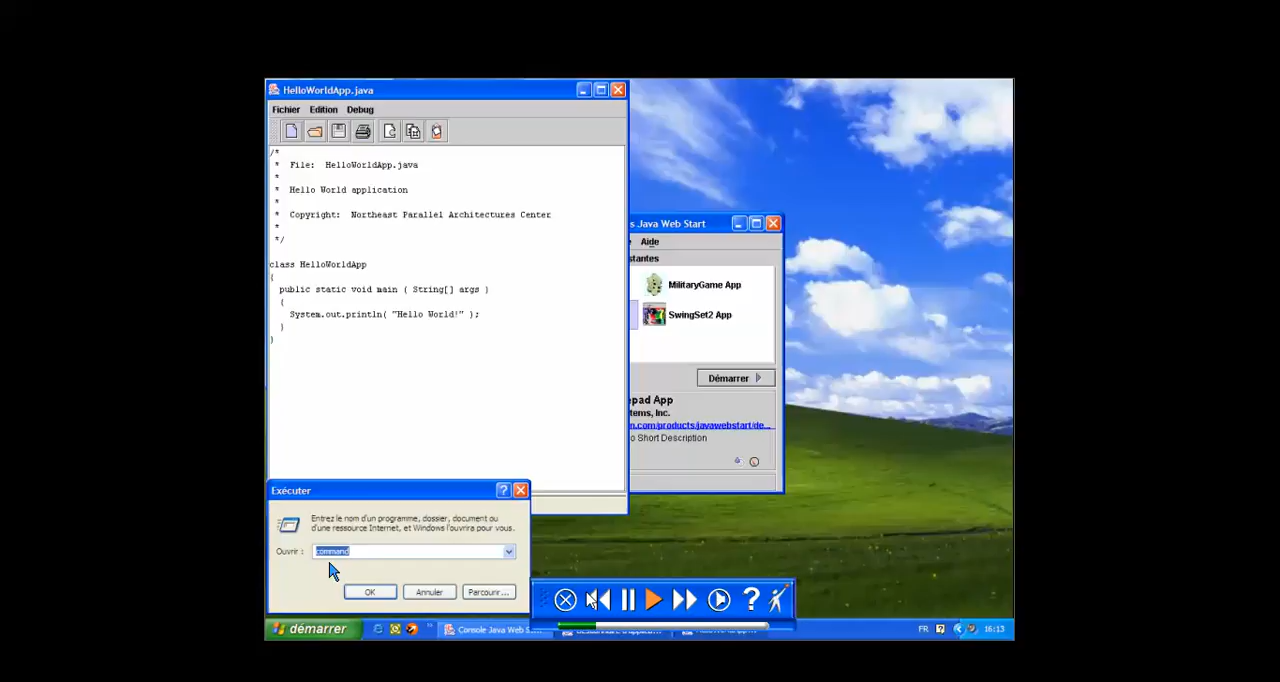 HelloWorldApp.java
Fichier Edition Debug
/*
* File: HelloWorldApp.java
*
* Hello World application
*
* Copyright: Northeast Parallel Architectures Center
*
*/
class HelloWorldApp
{
public static void main ( String[] args )
{
System.out.println( "Hello World!" );
}
}
s Java Web Start
Aide
stantes
MilitaryGame App
SwingSet2 App
Démarrer
epad App
tems, Inc.
n.com/products/javawebstart/de...
o Short Description
Exécuter
Entrez le nom d'un programme, dossier, document ou
d'une ressource Internet, et Windows l'ouvrira pour vous.
Ouvrir : command
OK Annuler Parcourir...
démarrer
Console Java Web S
FR
16:13